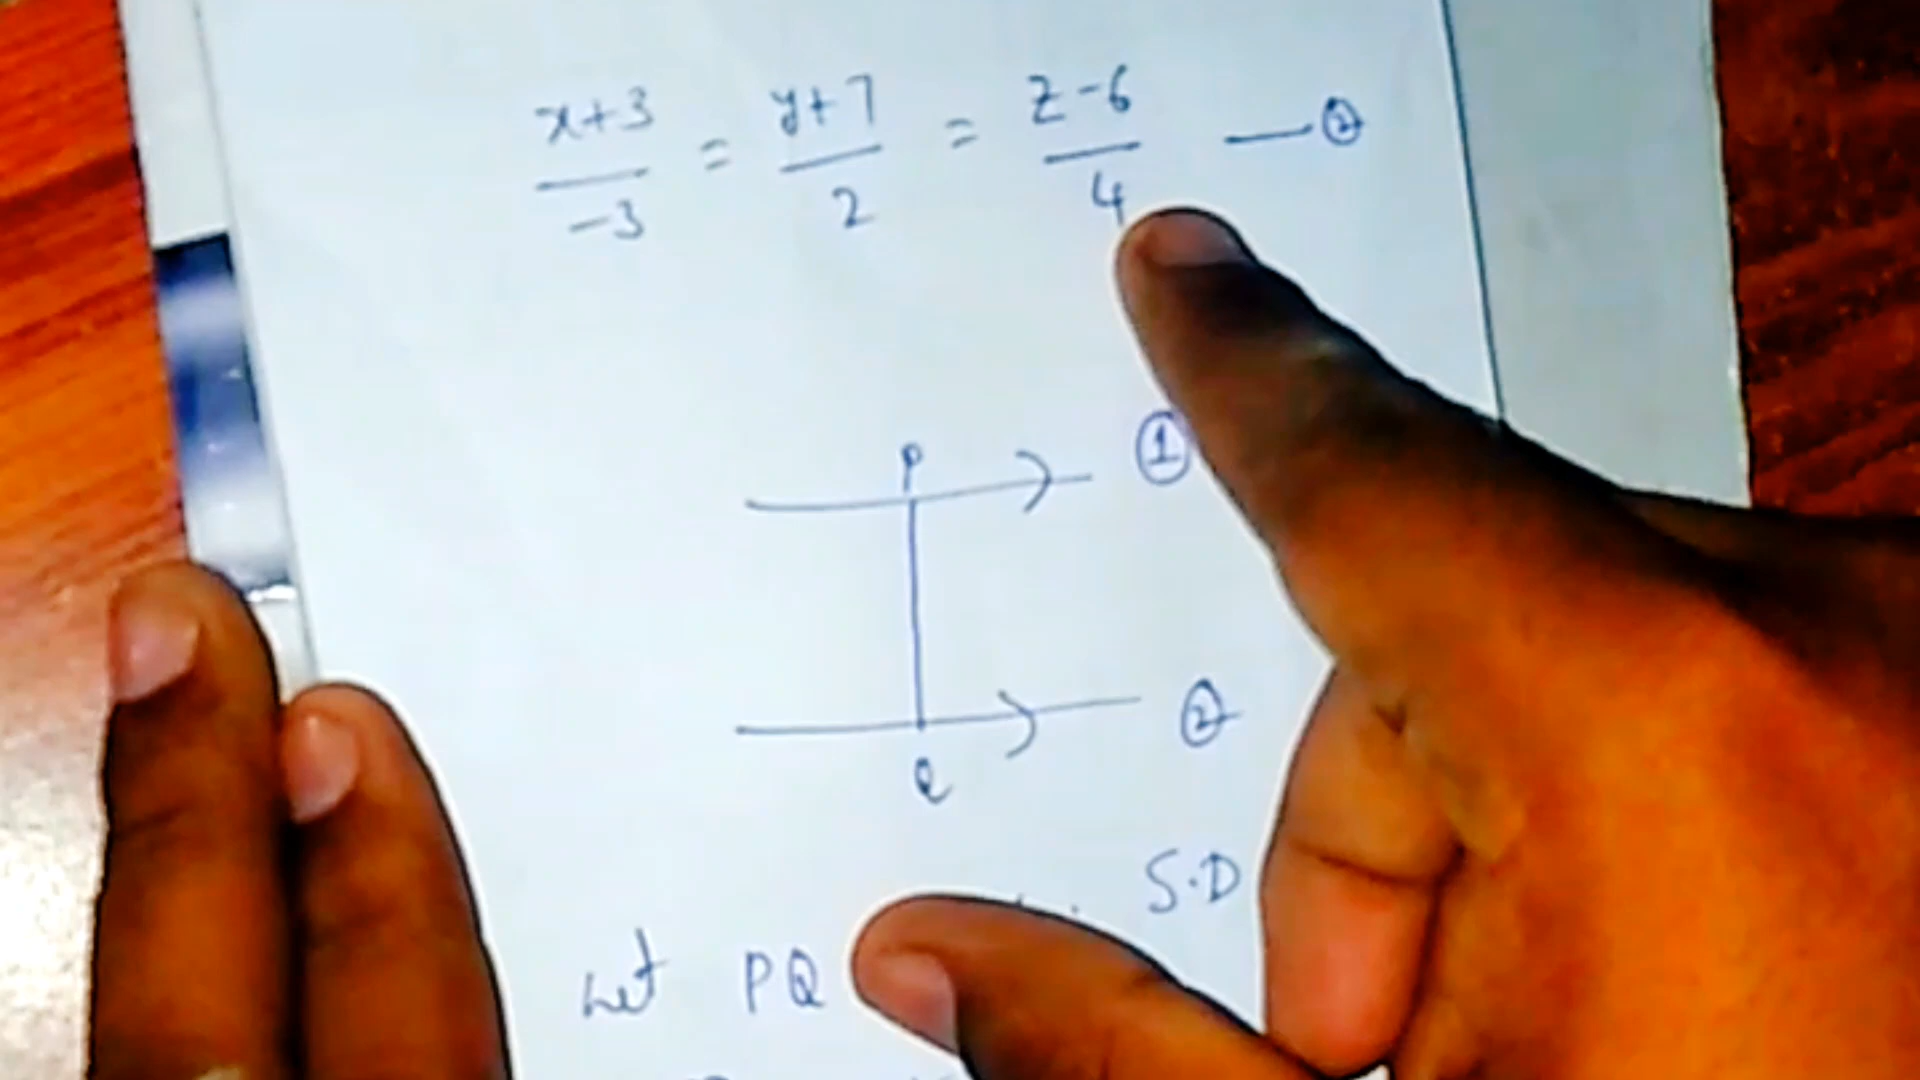 x+3/-3 = y+7/2 = z-6/4 —②
P
①
②
Q
S.D
Let PQ